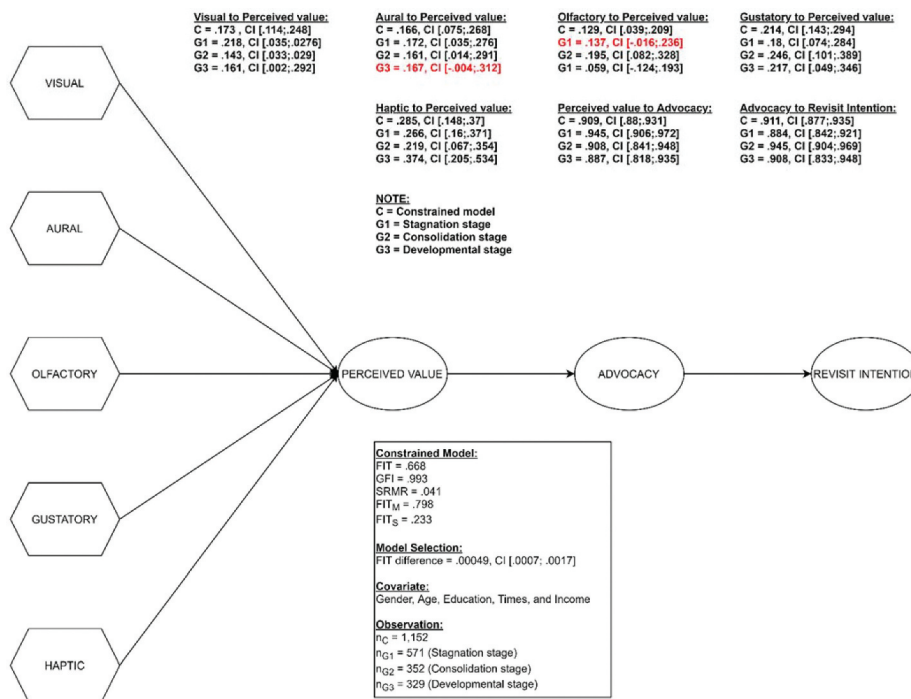 Visual to Perceived value:
C = .173 , CI [.114;.248]
G1 = .218, CI [.035;.0276]
G2 = .143, CI [.033;.029]
G3 = .161, CI [.002;.292]
Aural to Perceived value:
C = .166, CI [.075;.268]
G1 = .172, CI [.035;.276]
G2 = .161, CI [.014;.291]
G3 = .167, CI [-.004;.312]
Olfactory to Perceived value:
C = .129, CI [.039;.209]
G1 = .137, CI [-.016;.236]
G2 = .195, CI [.082;.328]
G1 = .059, CI [-.124;.193]
Gustatory to Perceived value:
C = .214, CI [.143;.294]
G1 = .18, CI [.074;.284]
G2 = .246, CI [.101;.389]
G3 = .217, CI [.049;.346]
Haptic to Perceived value:
C = .285, CI [.148;.37]
G1 = .266, CI [.16;.371]
G2 = .219, CI [.067;.354]
G3 = .374, CI [.205;.534]
Perceived value to Advocacy:
C = .909, CI [.88;.931]
G1 = .945, CI [.906;.972]
G2 = .908, CI [.841;.948]
G3 = .887, CI [.818;.935]
Advocacy to Revisit Intention:
C = .911, CI [.877;.935]
G1 = .884, CI [.842;.921]
G2 = .945, CI [.904;.969]
G3 = .908, CI [.833;.948]
NOTE:
C = Constrained model
G1 = Stagnation stage
G2 = Consolidation stage
G3 = Developmental stage
VISUAL
AURAL
OLFACTORY
GUSTATORY
HAPTIC
PERCEIVED VALUE
ADVOCACY
REVISIT INTENTION
Constrained Model:
FIT = .668
GFI = .993
SRMR = .041
FIT_M = .798
FIT_S = .233
Model Selection:
FIT difference = .00049, CI [.0007; .0017]
Covariate:
Gender, Age, Education, Times, and Income
Observation:
n_C = 1,152
n_G1 = 571 (Stagnation stage)
n_G2 = 352 (Consolidation stage)
n_G3 = 329 (Developmental stage)